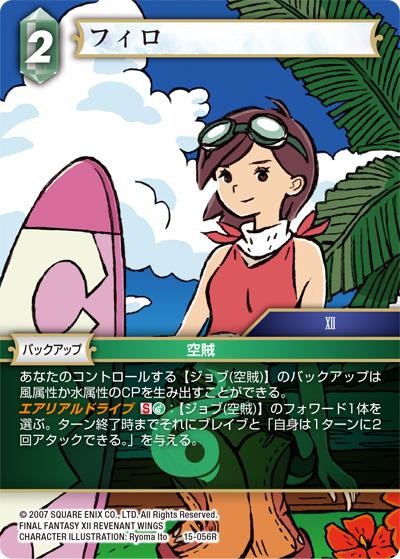 2
フィロ
XII
バックアップ
空賊
あなたのコントロールする【ジョブ(空賊)】のバックアップは
風属性か水属性のCPを生み出すことができる。
エアリアルドライブ S:【ジョブ(空賊)】のフォワード1体を
選ぶ。ターン終了時までそれにブレイブと「自身は1ターンに2
回アタックできる。」を与える。
© 2007 SQUARE ENIX CO., LTD. All Rights Reserved.
FINAL FANTASY XII REVENANT WINGS
CHARACTER ILLUSTRATION: Ryoma Ito 15-056R